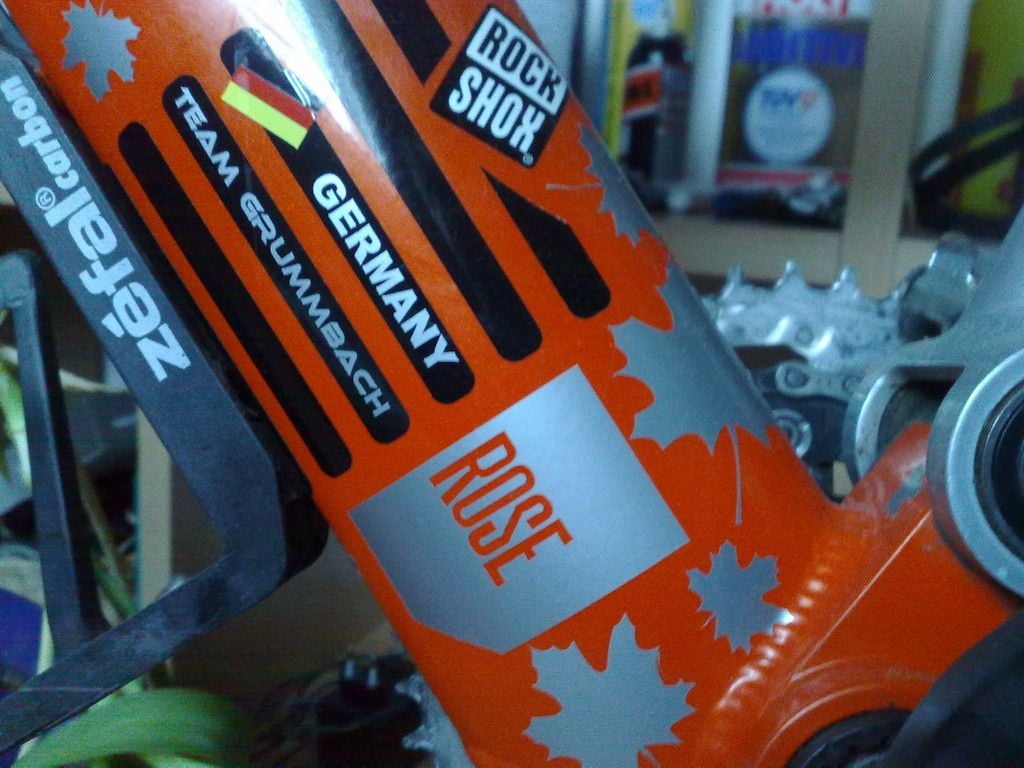 ROCK
SHOX®
TEAM GRUMMBACH
GERMANY
zéfal® carbon
ROSE